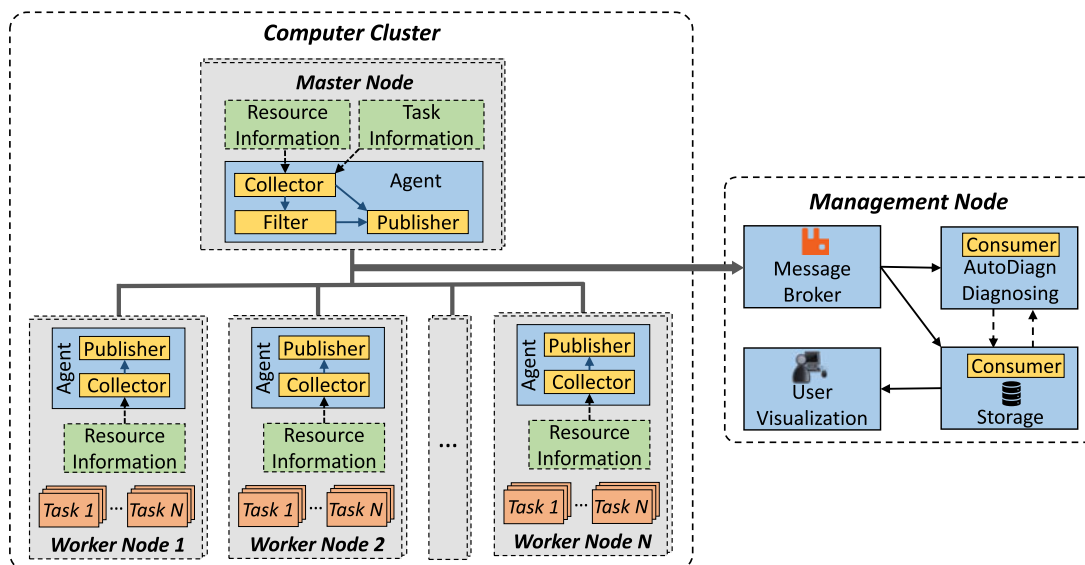 Computer Cluster
Master Node
Resource
Information
Task
Information
Collector
Agent
Filter
Publisher
Management Node
Message
Broker
Consumer
AutoDiagn
Diagnosing
User
Visualization
Consumer
Storage
Agent
Publisher
Collector
Resource
Information
Task 1
...
Task N
Worker Node 1
Agent
Publisher
Collector
Resource
Information
Task 1
...
Task N
Worker Node 2
...
Agent
Publisher
Collector
Resource
Information
Task 1
...
Task N
Worker Node N